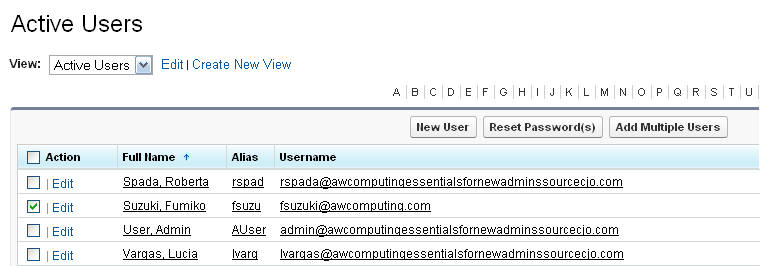 Active Users
View: Active Users Edit | Create New View
A B C D E F G H I J K L M N O P Q R S T U
New User Reset Password(s) Add Multiple Users
Action Full Name Alias Username
| Edit Spada, Roberta rspad rspada@awcomputingessentialsfornewadminssourcecjo.com
| Edit Suzuki, Fumiko fsuzu fsuzuki@awcomputing.com
| Edit User, Admin AUser admin@awcomputingessentialsfornewadminssourcecjo.com
| Edit Vargas, Lucia lvarg lvargas@awcomputingessentialsfornewadminssourcecjo.com